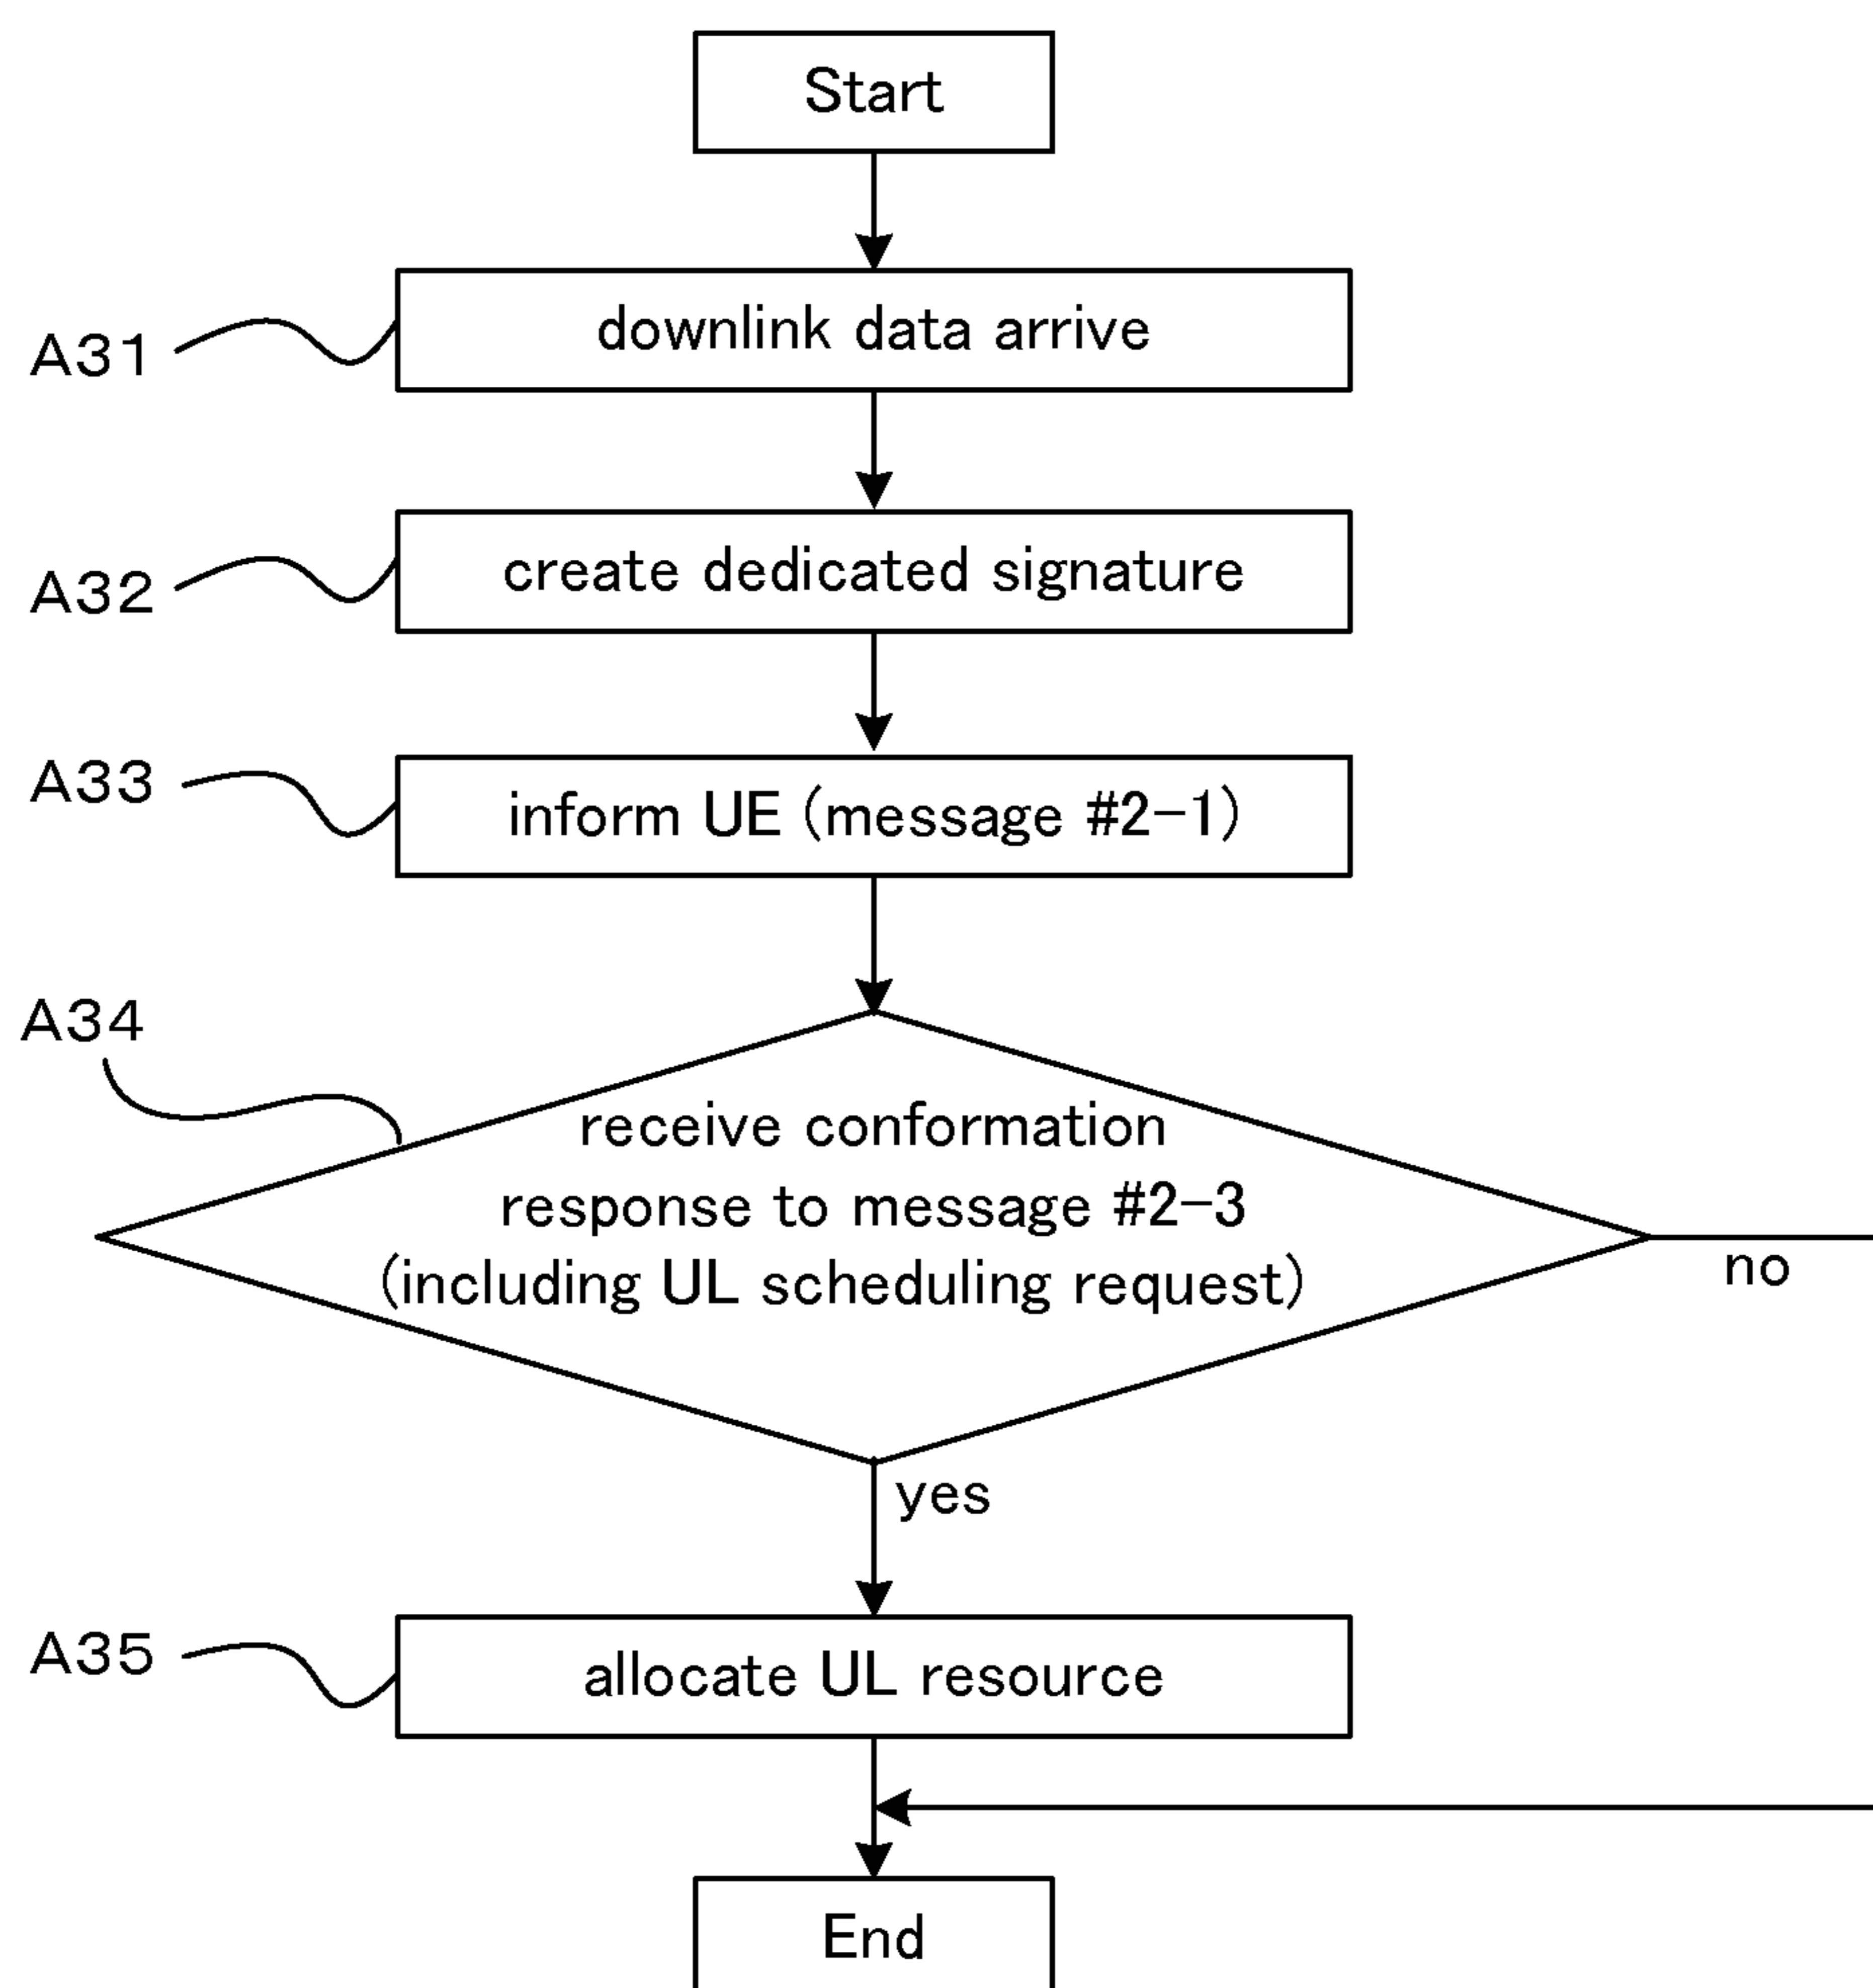 Start
A31
downlink data arrive
A32
create dedicated signature
A33
inform UE (message #2-1)
A34
receive conformation
response to message #2-3
(including UL scheduling request)
no
yes
A35
allocate UL resource
End